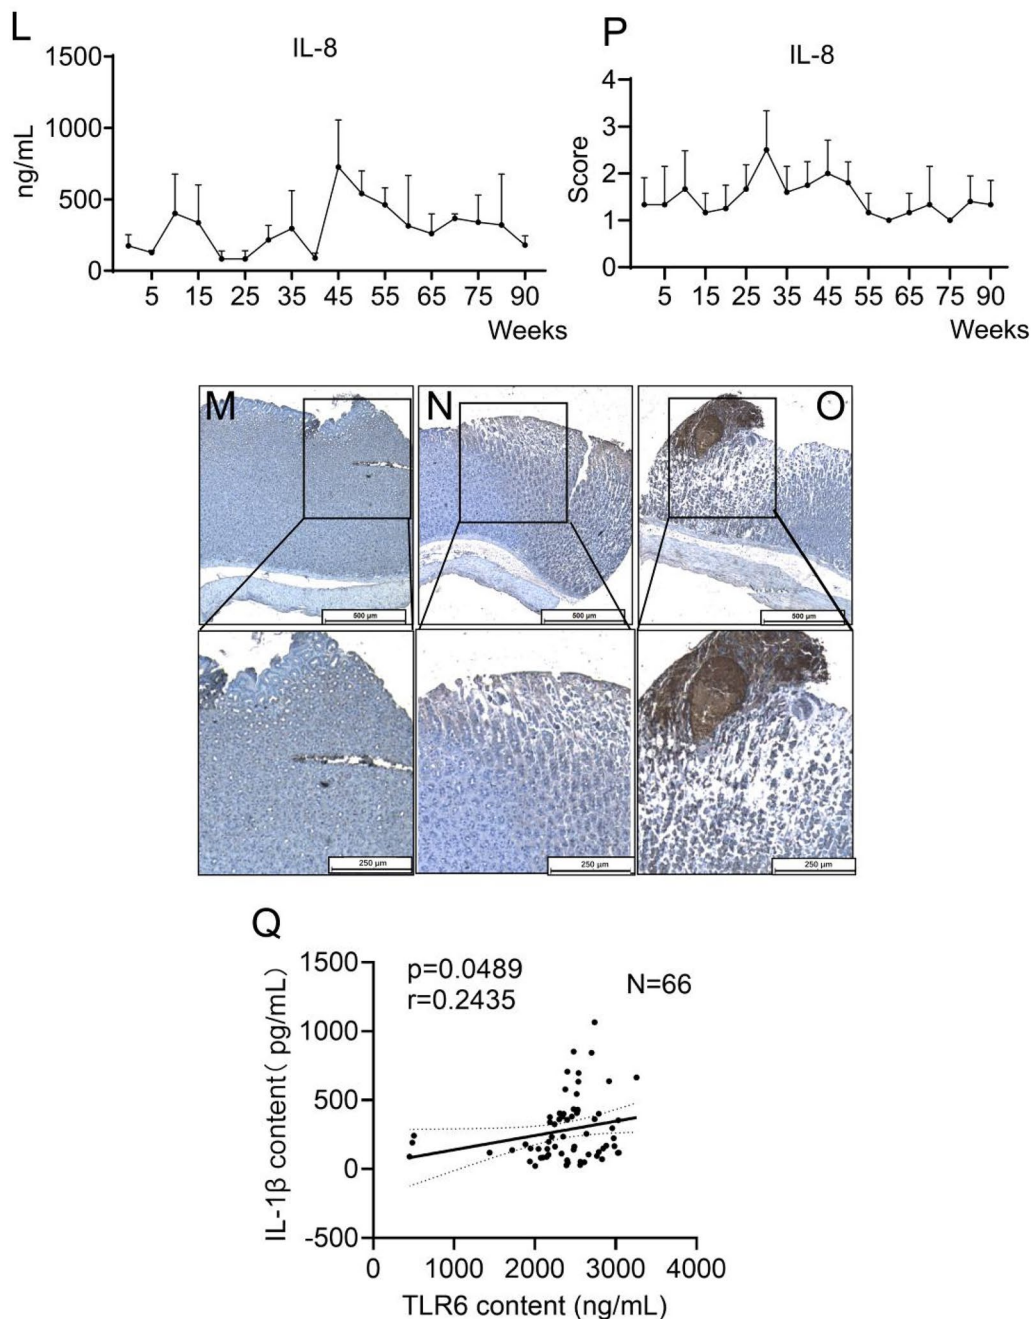 L
IL-8
1500
1000
500
0
ng/mL
5 15 25 35 45 55 65 90
Weeks
P
IL-8
4
3
2
1
0
Score
5 15 25 35 45 55 65 90
Weeks
M
N
O
500 µm
500 µm
500 µm
250 µm
250 µm
250 µm
Q
p=0.0489
r=0.2435
N=66
1500
1000
500
0
-500
IL-1β content( pg/mL)
0 1000 2000 3000 4000
TLR6 content (ng/mL)